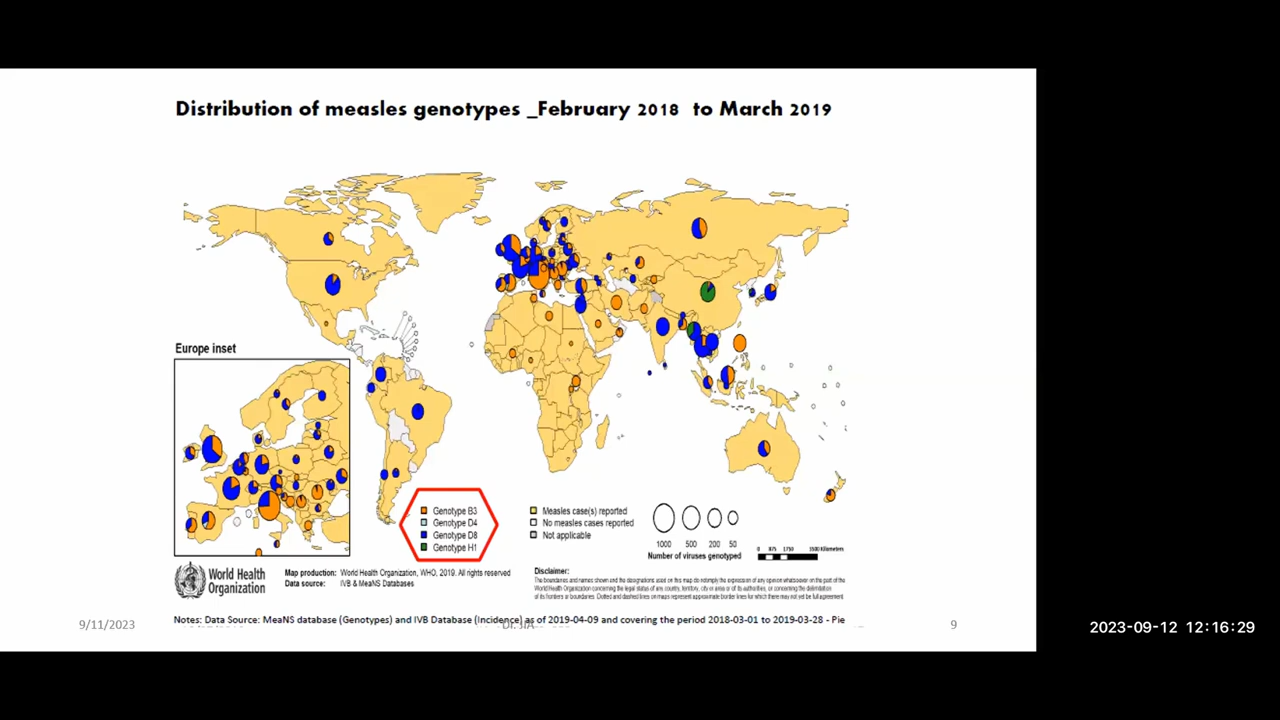 Distribution of measles genotypes _February 2018 to March 2019
Europe inset
Genotype B3
Genotype D4
Genotype D8
Genotype H1
Measles case(s) reported
No measles cases reported
Not applicable
1000 500 200 50
Number of viruses genotyped
0 875 1750 3500 Kilometers
World Health
Organization
Map production: World Health Organization, WHO, 2019. All rights reserved
Data source: IVB & MeaNS Databases
Disclaimer:
The boundaries and names shown and the designations used on this map do not imply the expression of any opinion whatsoever on the part of the
World Health Organization concerning the legal status of any country, territory, city or area or of its authorities, or concerning the delimitation
of its frontiers or boundaries. Dotted and dashed lines on maps represent approximate border lines for which there may not yet be full agreement.
Notes: Data Source: MeaNS database (Genotypes) and IVB Database (Incidence) as of 2019-04-09 and covering the period 2018-03-01 to 2019-03-28 - Pie
9/11/2023
9
2023-09-12 12:16:29